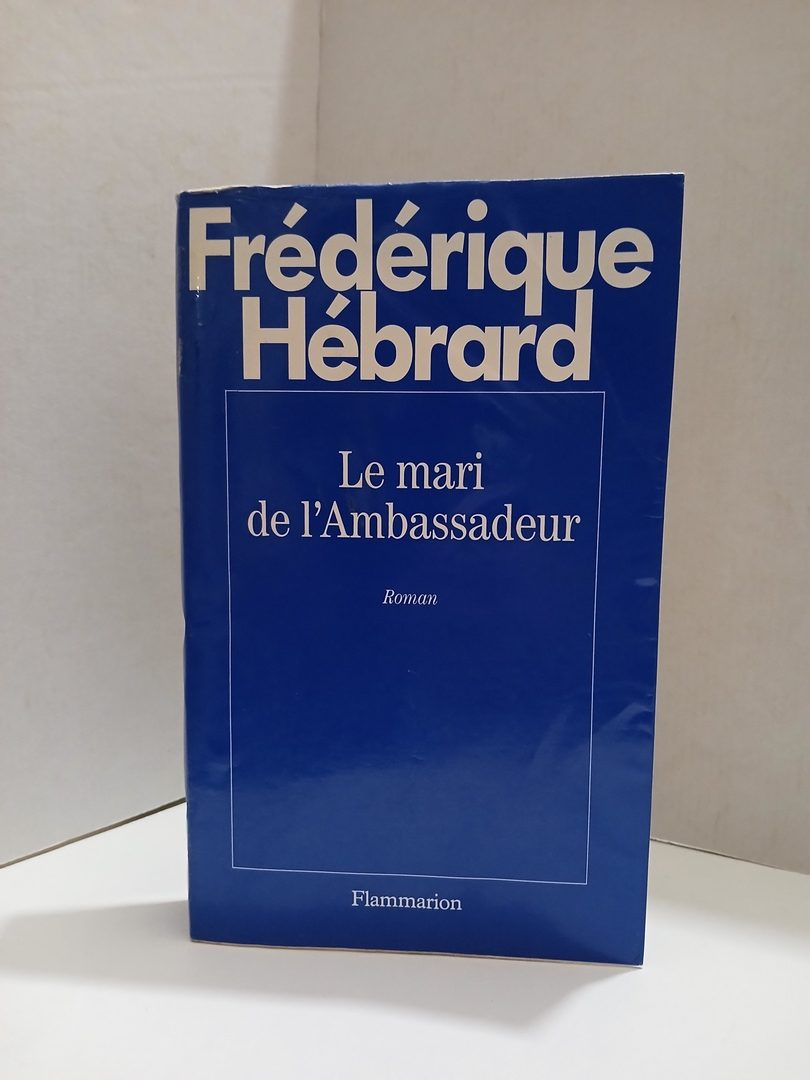 Frédérique
Hébrard
Le mari
de l'Ambassadeur
Roman
Flammarion